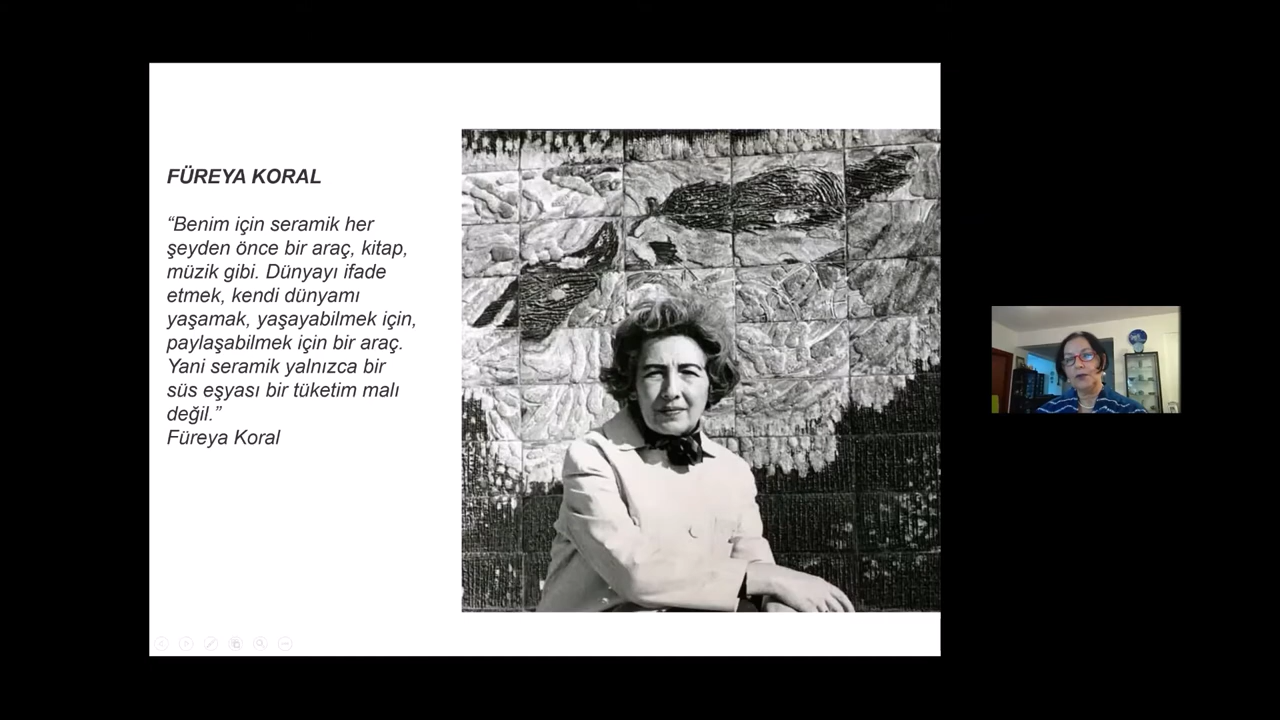 FÜREYA KORAL
“Benim için seramik her
şeyden önce bir araç, kitap,
müzik gibi. Dünyayı ifade
etmek, kendi dünyamı
yaşamak, yaşayabilmek için,
paylaşabilmek için bir araç.
Yani seramik yalnızca bir
süs eşyası bir tüketim malı
değil.”
Füreya Koral